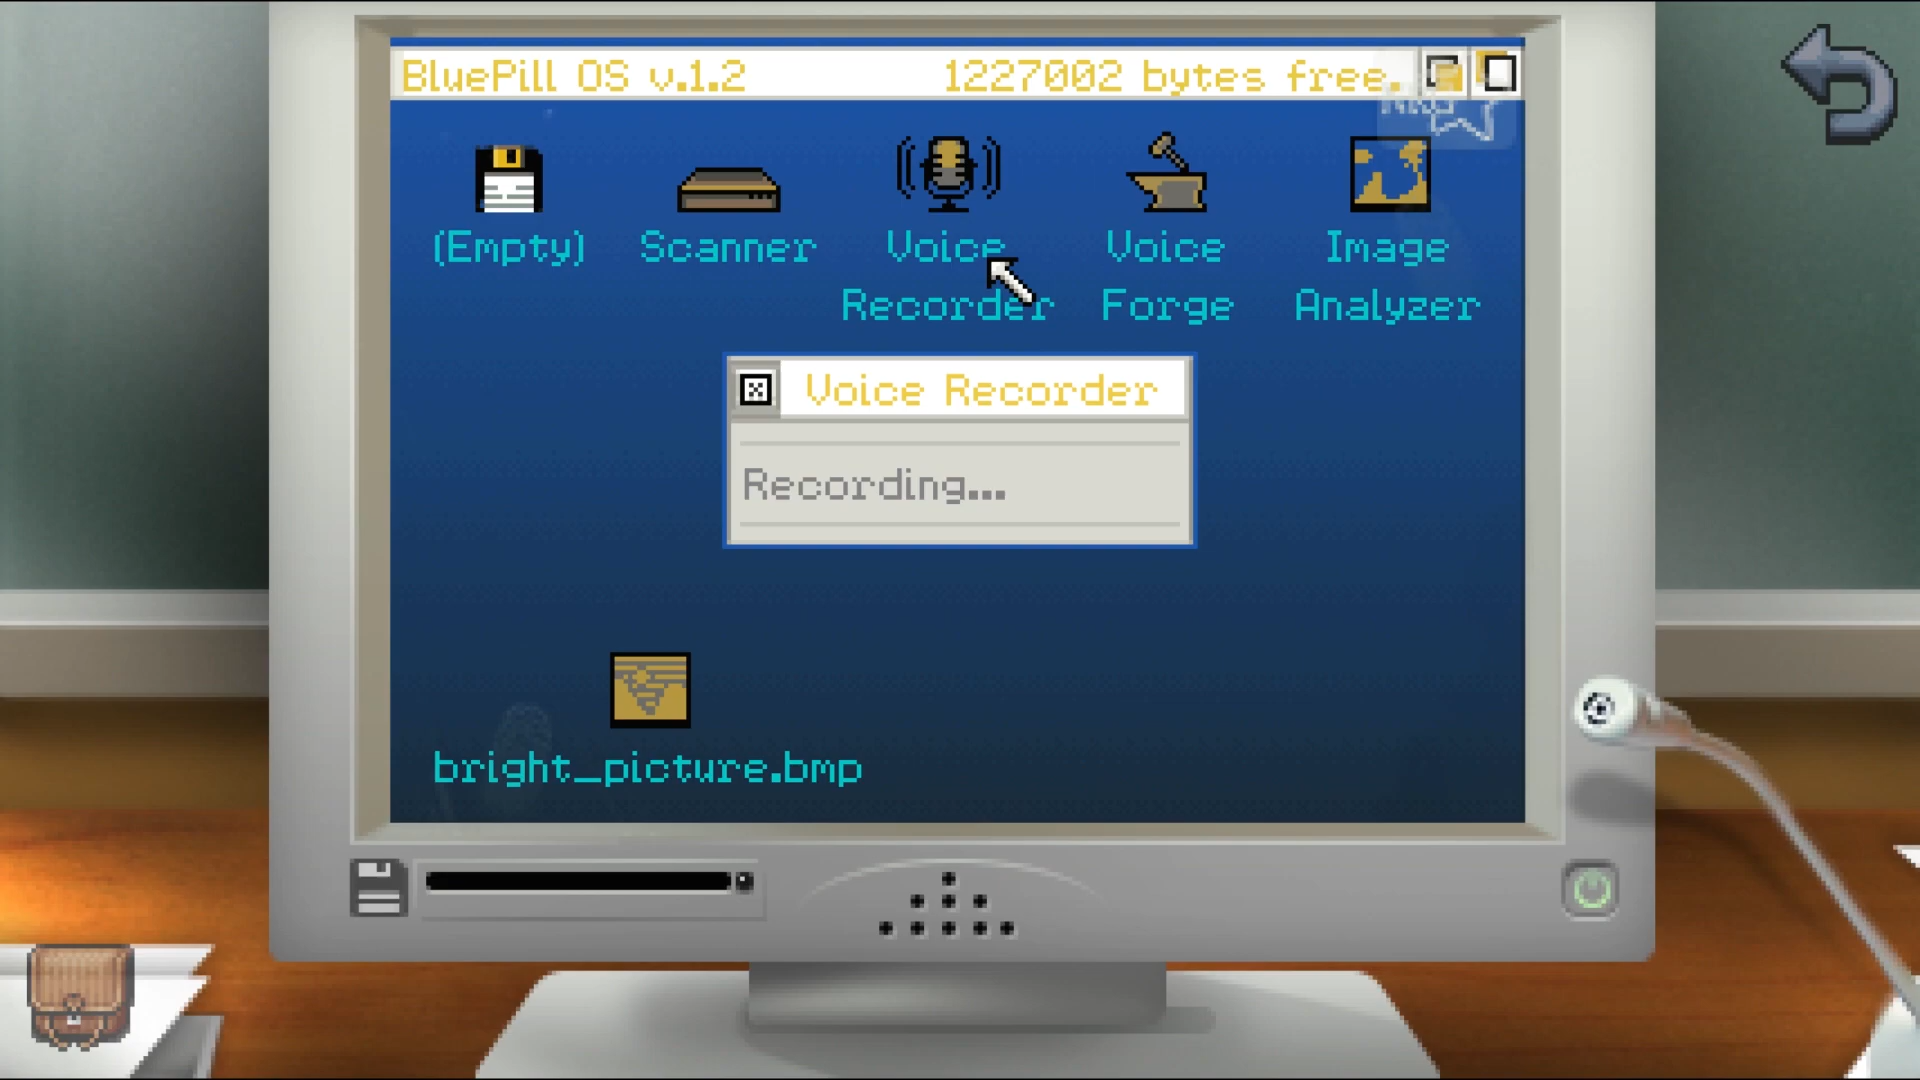 BluePill OS v.1.2
1227002 bytes free.
(Empty)
Scanner
Voice
Recorder
Voice
Forge
Image
Analyzer
Voice Recorder
Recording...
bright_picture.bmp